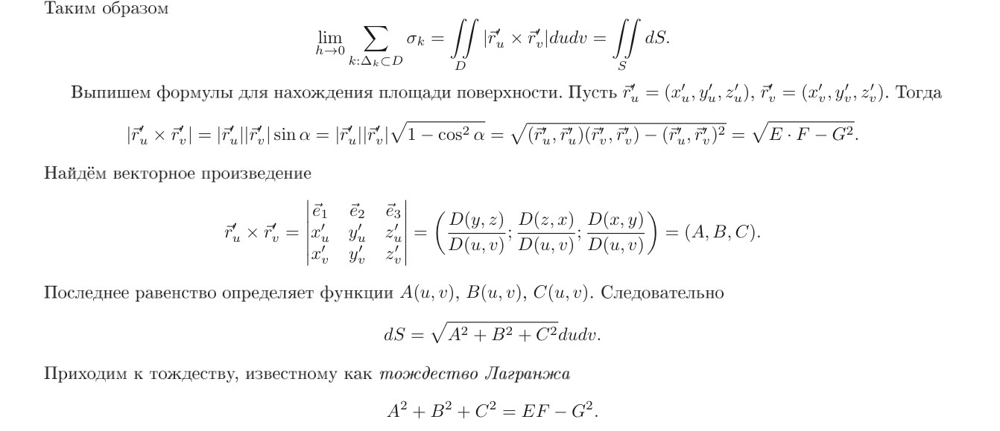 Таким образом
$$\lim_{h \to 0} \sum_{k:\Delta_k \subset D} \sigma_k = \iint\limits_D |\vec{r}'_u \times \vec{r}'_v| du dv = \iint\limits_S dS.$$
Выпишем формулы для нахождения площади поверхности. Пусть $\vec{r}'_u = (x'_u, y'_u, z'_u)$, $\vec{r}'_v = (x'_v, y'_v, z'_v)$. Тогда
$$|\vec{r}'_u \times \vec{r}'_v| = |\vec{r}'_u||\vec{r}'_v| \sin \alpha = |\vec{r}'_u||\vec{r}'_v| \sqrt{1 - \cos^2 \alpha} = \sqrt{(\vec{r}'_u, \vec{r}'_u)(\vec{r}'_v, \vec{r}'_v) - (\vec{r}'_u, \vec{r}'_v)^2} = \sqrt{E \cdot F - G^2}.$$
Найдём векторное произведение
$$\vec{r}'_u \times \vec{r}'_v = \begin{vmatrix} \vec{e}_1 & \vec{e}_2 & \vec{e}_3 \\ x'_u & y'_u & z'_u \\ x'_v & y'_v & z'_v \end{vmatrix} = \left( \frac{D(y,z)}{D(u,v)}; \frac{D(z,x)}{D(u,v)}; \frac{D(x,y)}{D(u,v)} \right) = (A, B, C).$$
Последнее равенство определяет функции $A(u,v)$, $B(u,v)$, $C(u,v)$. Следовательно
$$dS = \sqrt{A^2 + B^2 + C^2} du dv.$$
Приходим к тождеству, известному как тождество Лагранжа
$$A^2 + B^2 + C^2 = EF - G^2.$$